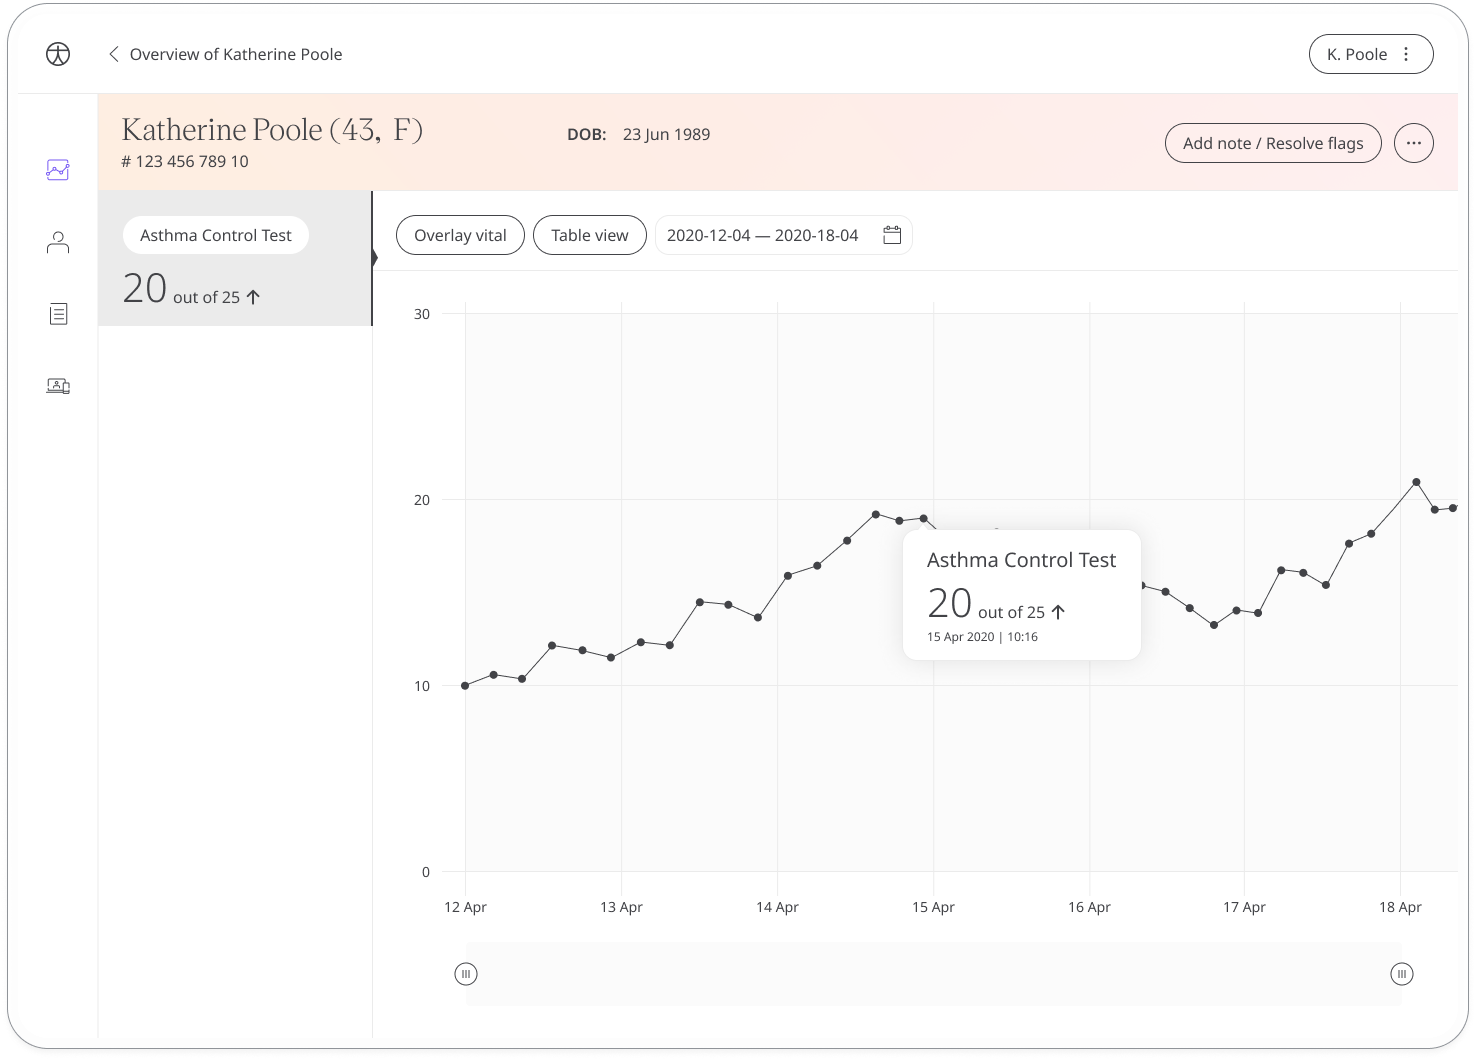 Overview of Katherine Poole
K. Poole
Katherine Poole (43, F)
# 123 456 789 10
DOB: 23 Jun 1989
Add note / Resolve flags
Asthma Control Test
20 out of 25 ↑
Overlay vital
Table view
2020-12-04 — 2020-18-04
30
20
10
0
Asthma Control Test
20 out of 25 ↑
15 Apr 2020 | 10:16
12 Apr
13 Apr
14 Apr
15 Apr
16 Apr
17 Apr
18 Apr